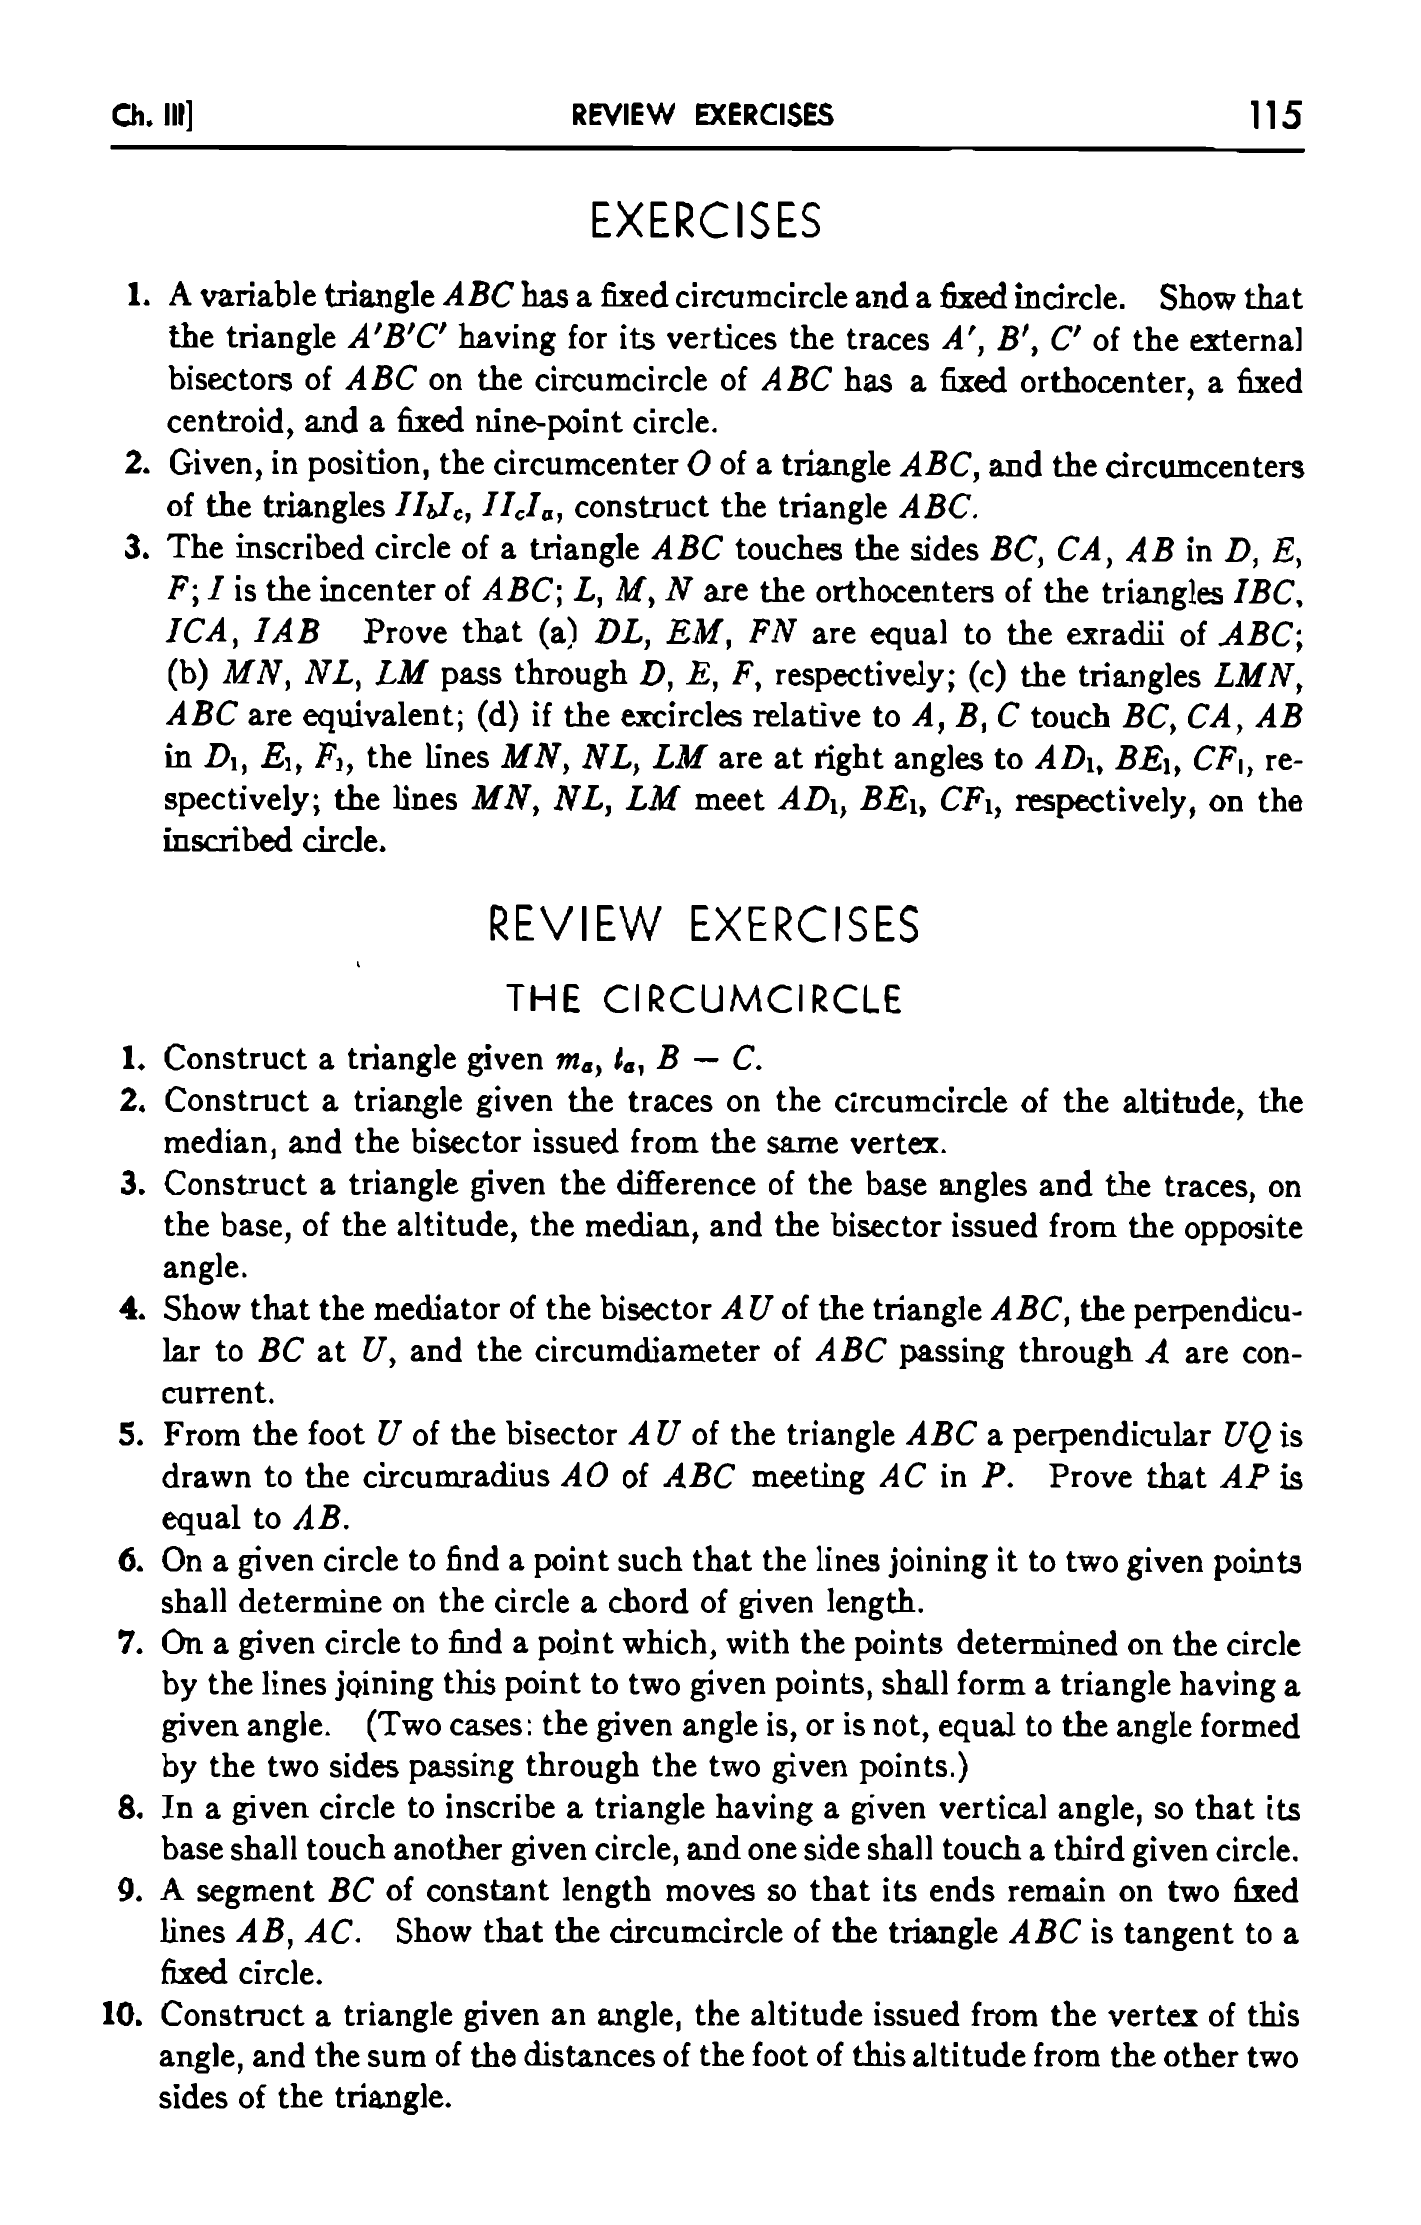 Ch. III] REVIEW EXERCISES 115
EXERCISES
1. A variable triangle ABC has a fixed circumcircle and a fixed incircle. Show that
the triangle A'B'C' having for its vertices the traces A', B', C' of the external
bisectors of ABC on the circumcircle of ABC has a fixed orthocenter, a fixed
centroid, and a fixed nine-point circle.
2. Given, in position, the circumcenter O of a triangle ABC, and the circumcenters
of the triangles II_bI_c, II_cI_a, construct the triangle ABC.
3. The inscribed circle of a triangle ABC touches the sides BC, CA, AB in D, E,
F; I is the incenter of ABC; L, M, N are the orthocenters of the triangles IBC,
ICA, IAB Prove that (a) DL, EM, FN are equal to the exradii of ABC;
(b) MN, NL, LM pass through D, E, F, respectively; (c) the triangles LMN,
ABC are equivalent; (d) if the excircles relative to A, B, C touch BC, CA, AB
in D₁, E₁, F₁, the lines MN, NL, LM are at right angles to AD₁, BE₁, CF₁, re-
spectively; the lines MN, NL, LM meet AD₁, BE₁, CF₁, respectively, on the
inscribed circle.
REVIEW EXERCISES
THE CIRCUMCIRCLE
1. Construct a triangle given m_a, t_a, B − C.
2. Construct a triangle given the traces on the circumcircle of the altitude, the
median, and the bisector issued from the same vertex.
3. Construct a triangle given the difference of the base angles and the traces, on
the base, of the altitude, the median, and the bisector issued from the opposite
angle.
4. Show that the mediator of the bisector AU of the triangle ABC, the perpendicu-
lar to BC at U, and the circumdiameter of ABC passing through A are con-
current.
5. From the foot U of the bisector AU of the triangle ABC a perpendicular UQ is
drawn to the circumradius AO of ABC meeting AC in P. Prove that AP is
equal to AB.
6. On a given circle to find a point such that the lines joining it to two given points
shall determine on the circle a chord of given length.
7. On a given circle to find a point which, with the points determined on the circle
by the lines joining this point to two given points, shall form a triangle having a
given angle. (Two cases: the given angle is, or is not, equal to the angle formed
by the two sides passing through the two given points.)
8. In a given circle to inscribe a triangle having a given vertical angle, so that its
base shall touch another given circle, and one side shall touch a third given circle.
9. A segment BC of constant length moves so that its ends remain on two fixed
lines AB, AC. Show that the circumcircle of the triangle ABC is tangent to a
fixed circle.
10. Construct a triangle given an angle, the altitude issued from the vertex of this
angle, and the sum of the distances of the foot of this altitude from the other two
sides of the triangle.